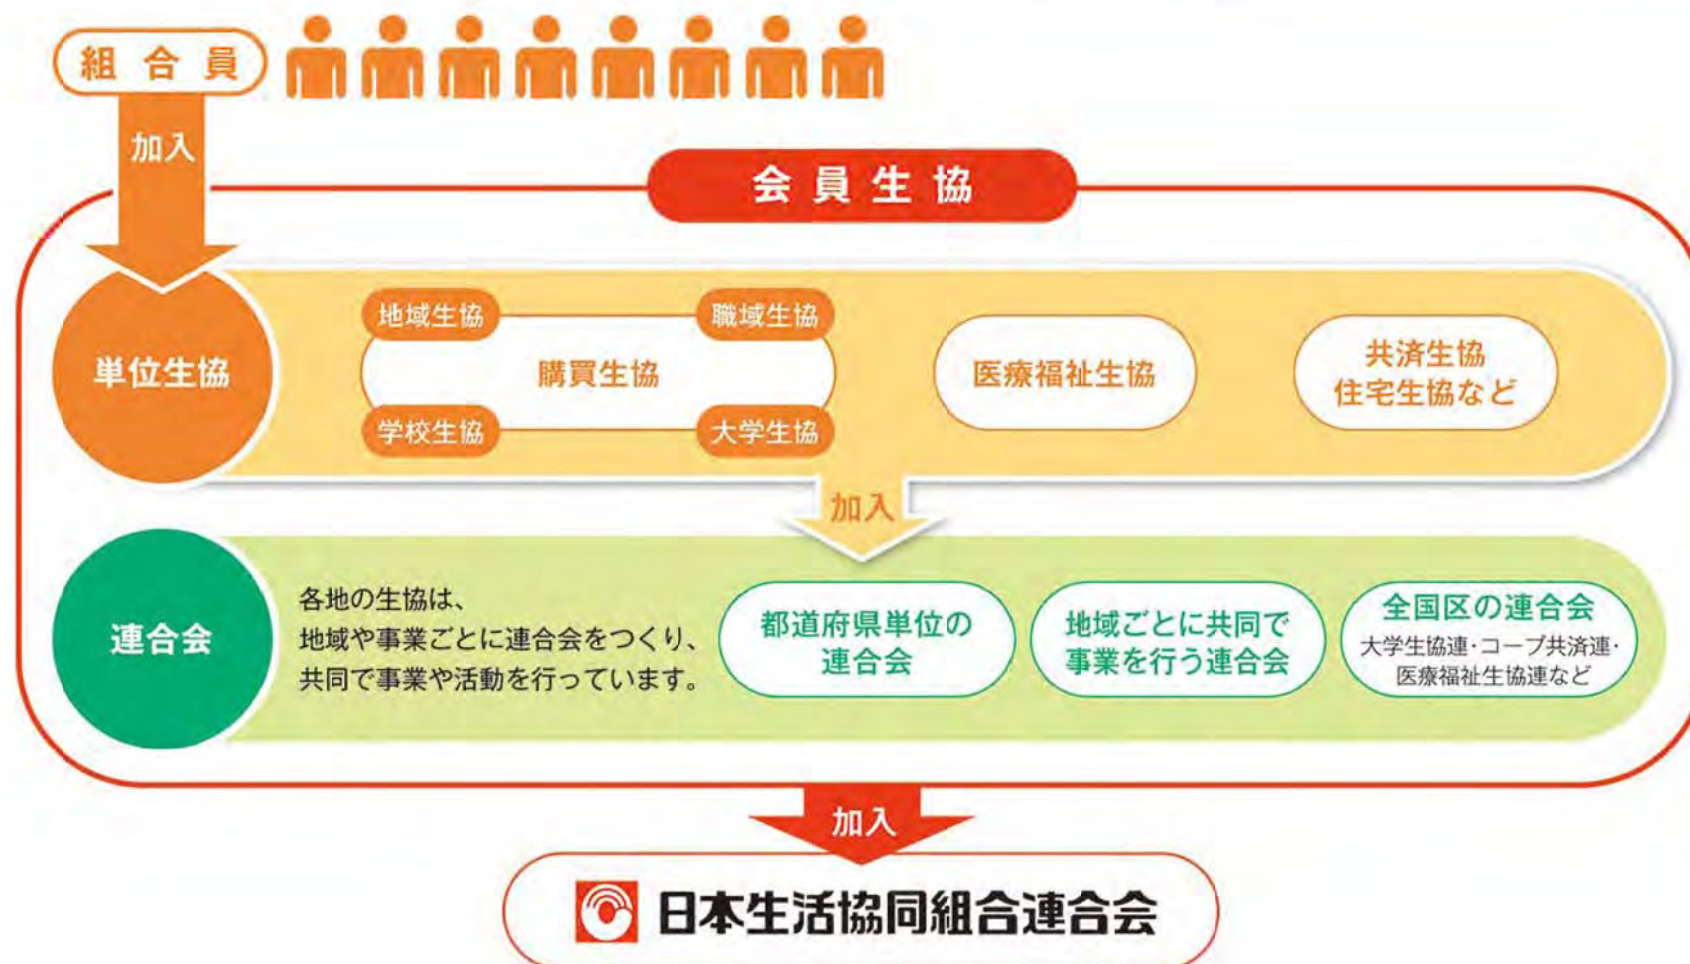 組合員
加入
会員生協
単位生協
地域生協
職域生協
購買生協
学校生協
大学生協
医療福祉生協
共済生協
住宅生協など
加入
連合会
各地の生協は、
地域や事業ごとに連合会をつくり、
共同で事業や活動を行っています。
都道府県単位の
連合会
地域ごとに共同で
事業を行う連合会
全国区の連合会
大学生協連・コープ共済連・
医療福祉生協連など
加入
日本生活協同組合連合会